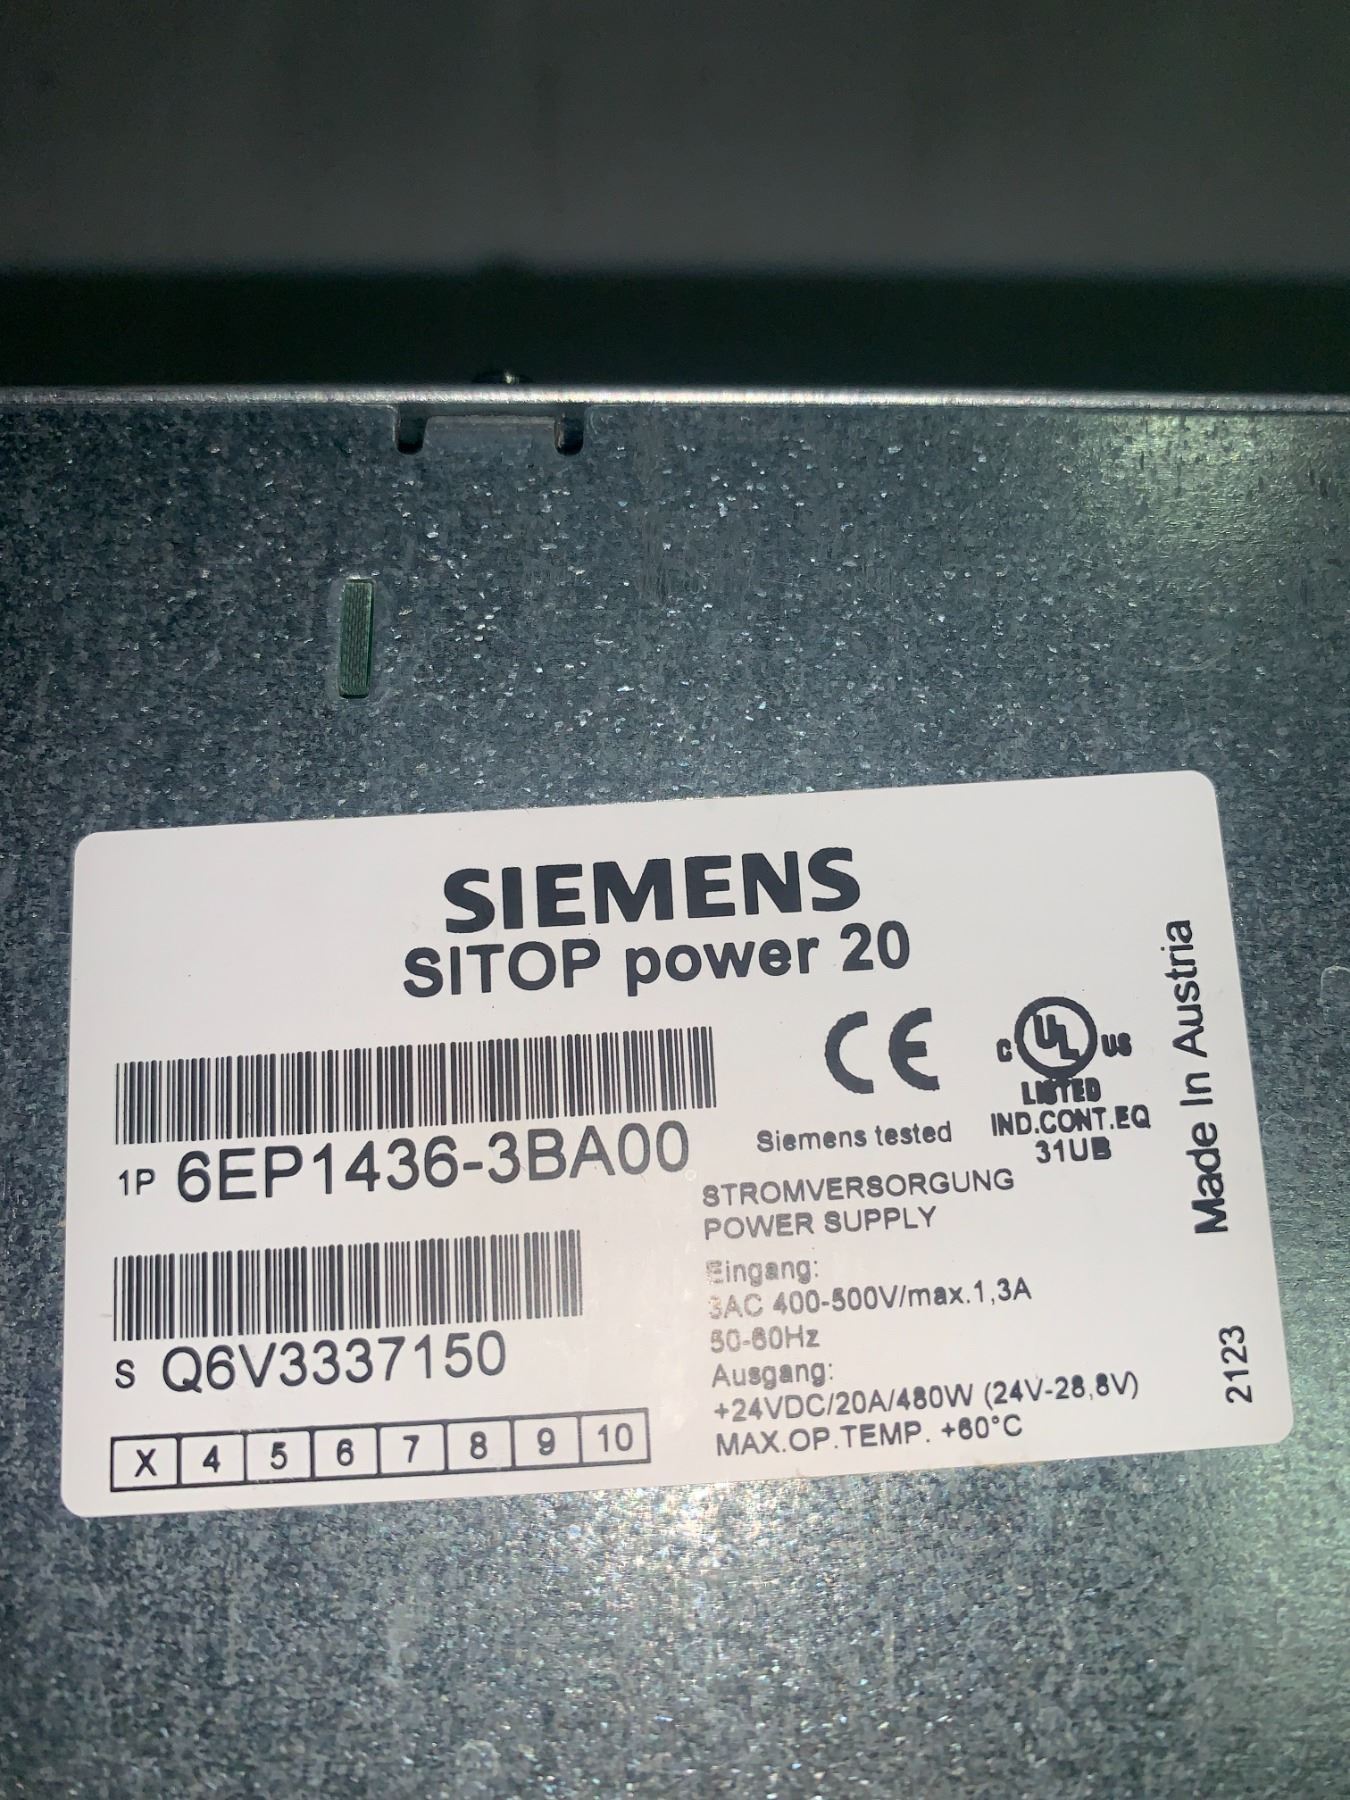 SIEMENS
SITOP power 20
CE
C UL US
LISTED
IND.CONT.EQ
31UB
Siemens tested
1P 6EP1436-3BA00
S Q6V3337150
X 4 5 6 7 8 9 10
STROMVERSORGUNG
POWER SUPPLY
Eingang:
3AC 400-500V/max.1,3A
50-60Hz
Ausgang:
+24VDC/20A/480W (24V-28,8V)
MAX.OP.TEMP. +60°C
Made In Austria
2123